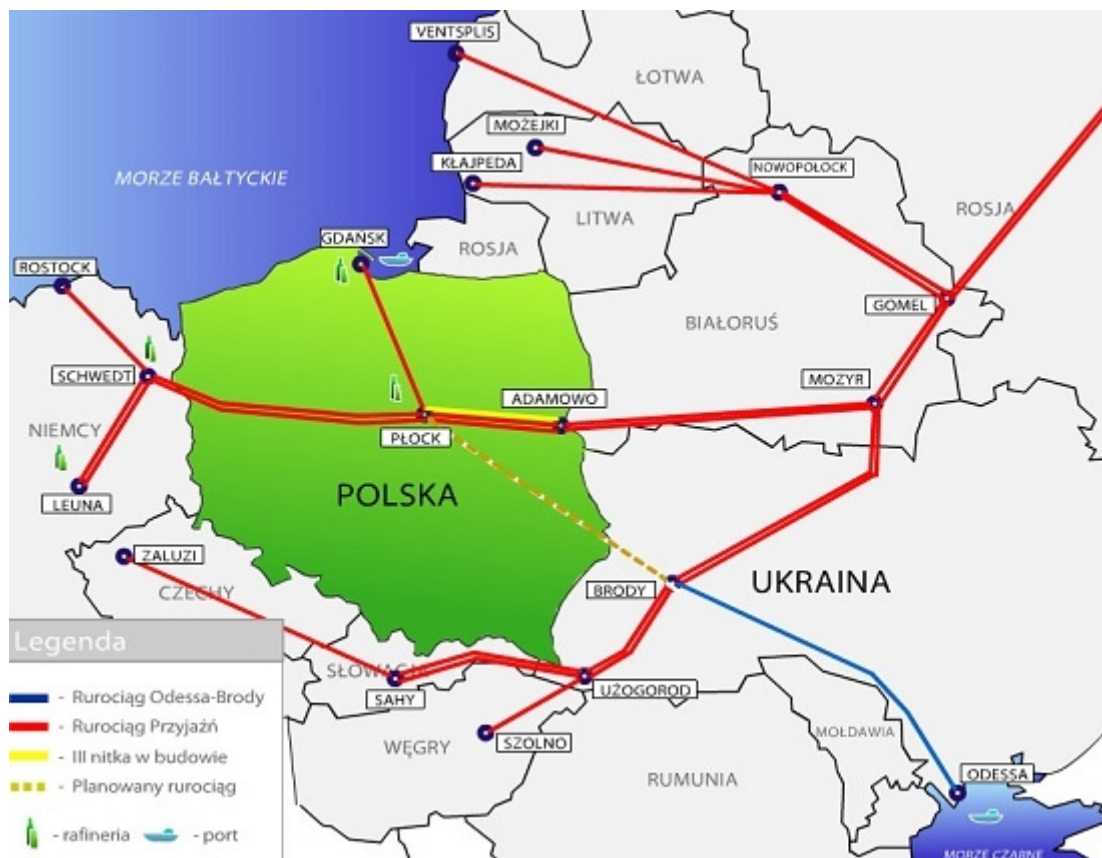 VENTSPLIS
ŁOTWA
MOŻEJKI
KŁAJPEDA
NOWOPOŁOCK
MORZE BAŁTYCKIE
LITWA
ROSJA
GDAŃSK
ROSJA
ROSTOCK
GOMEL
BIAŁORUŚ
SCHWEDT
MOZYR
ADAMOWO
NIEMCY
PŁOCK
LEUNA
POLSKA
ZALUZI
CZECHY
BRODY
UKRAINA
SŁOWACJA
SAHY
UŻOGOROD
MOŁDAWIA
WĘGRY
SZOLNO
RUMUNIA
ODESSA
MORZE CZARNE
Legenda
- Rurociąg Odessa-Brody
- Rurociąg Przyjaźń
- III nitka w budowie
- Planowany rurociąg
- rafineria - port